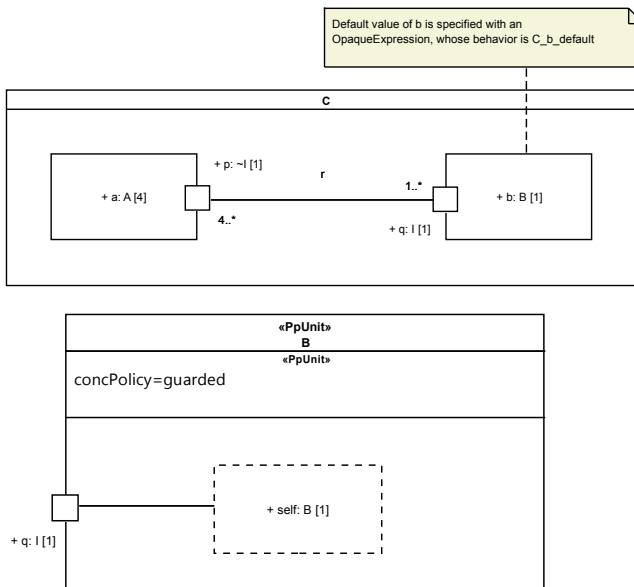 Default value of b is specified with an
OpaqueExpression, whose behavior is C_b_default
C
+ p: ~I [1]
r
+ a: A [4]
1..*
+ b: B [1]
4..*
+ q: I [1]
«PpUnit»
B
«PpUnit»
concPolicy=guarded
+ self: B [1]
+ q: I [1]